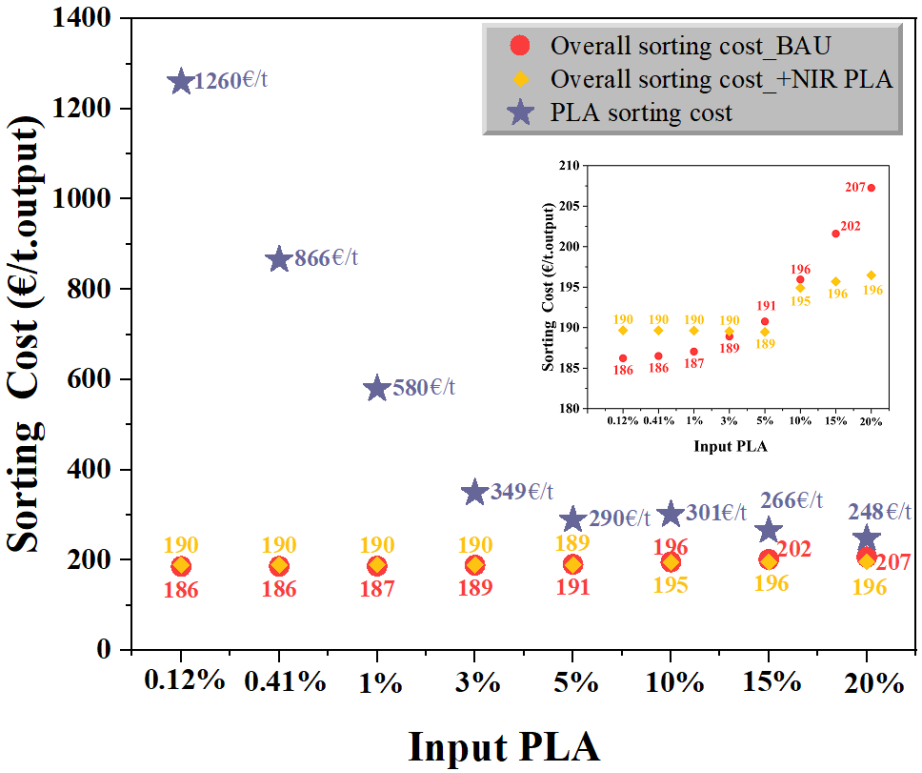 1400
1200
1000
800
600
400
200
0
Sorting Cost (€/t.output)
Overall sorting cost_BAU
Overall sorting cost_+NIR PLA
PLA sorting cost
1260€/t
866€/t
580€/t
349€/t
290€/t
301€/t
266€/t
248€/t
190 190 190 190 189 196 202 207
186 186 187 189 191 195 196 196
0.12% 0.41% 1% 3% 5% 10% 15% 20%
Input PLA
210
205
200
195
190
185
180
Sorting Cost (€/t.output)
207
202
196
191
190 190 190 190 195 196 196
186 186 187 189 189
0.12% 0.41% 1% 3% 5% 10% 15% 20%
Input PLA